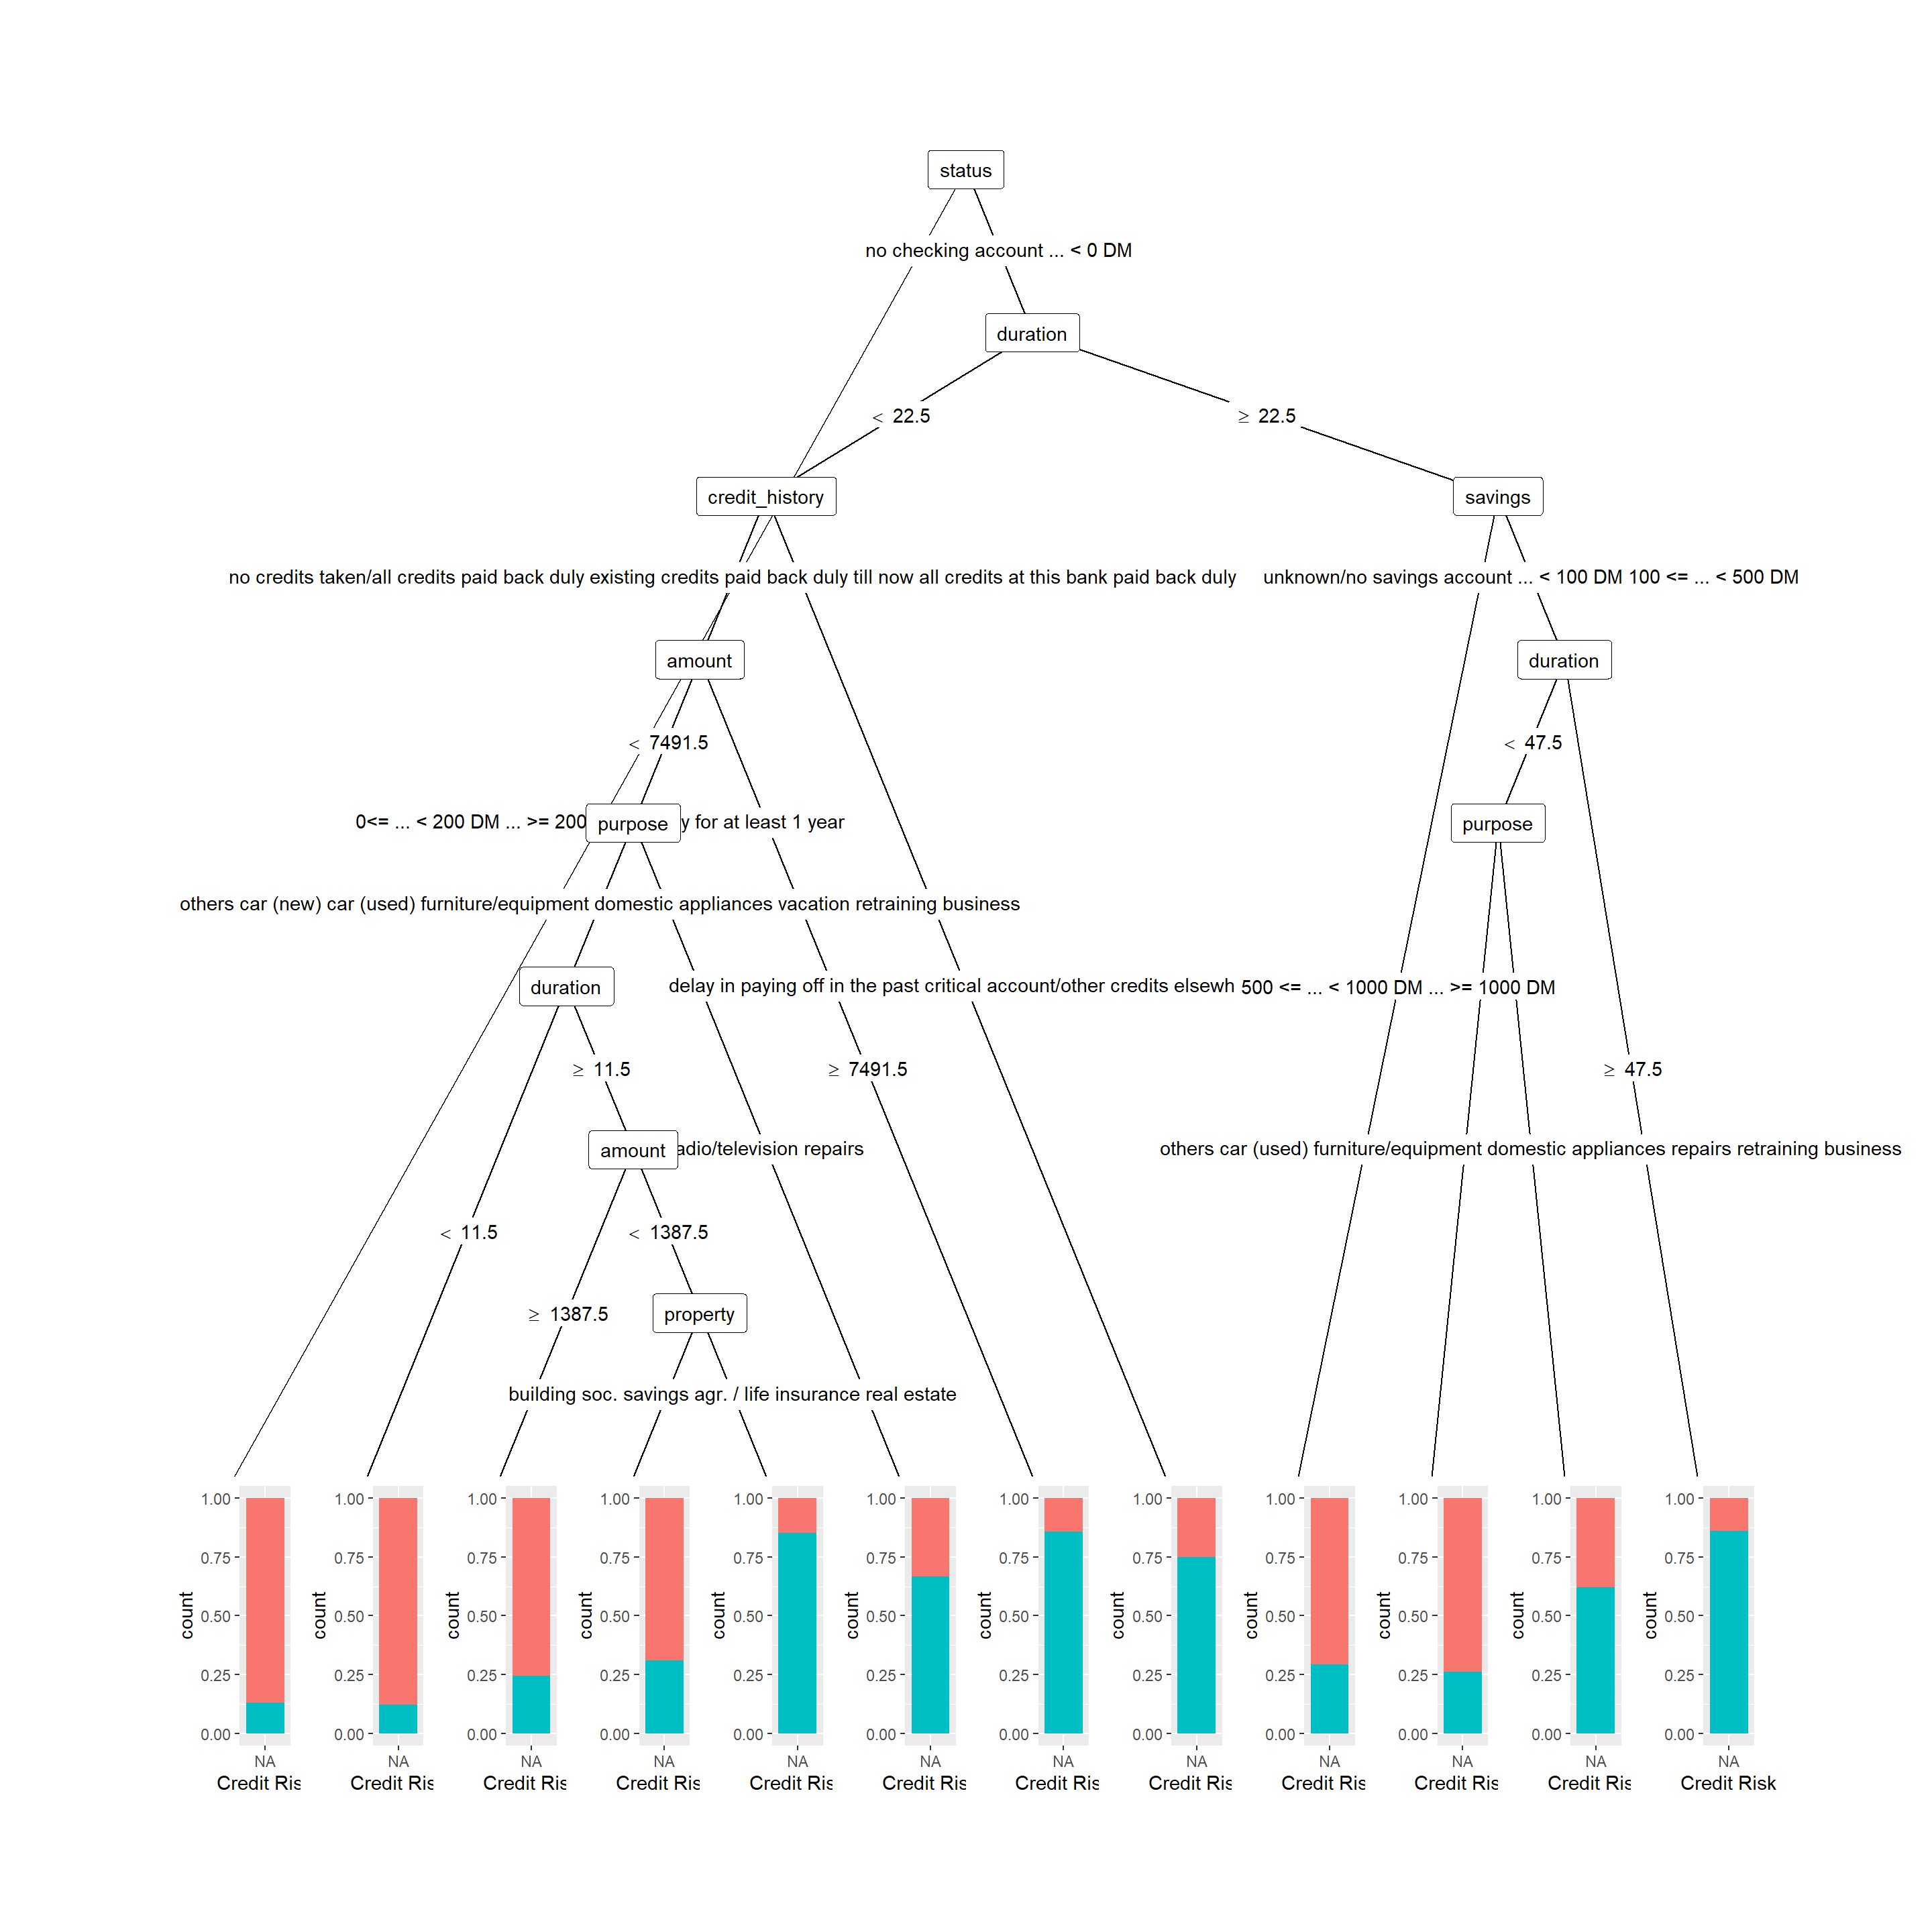 status
no checking account ... < 0 DM
duration
< 22.5
≥ 22.5
credit_history
savings
no credits taken/all credits paid back duly existing credits paid back duly till now all credits at this bank paid back duly
unknown/no savings account ... < 100 DM 100 <= ... < 500 DM
amount
duration
< 7491.5
< 47.5
0<= ... < 200 DM ... >= 200
purpose
y for at least 1 year
purpose
others car (new) car (used) furniture/equipment domestic appliances vacation retraining business
duration
delay in paying off in the past critical account/other credits elsewh
500 <= ... < 1000 DM ... >= 1000 DM
≥ 11.5
≥ 7491.5
≥ 47.5
amount
adio/television repairs
others car (used) furniture/equipment domestic appliances repairs retraining business
< 11.5
< 1387.5
≥ 1387.5
property
building soc. savings agr. / life insurance real estate
1.00 1.00 1.00 1.00 1.00 1.00 1.00 1.00 1.00 1.00 1.00 1.00
0.75 0.75 0.75 0.75 0.75 0.75 0.75 0.75 0.75 0.75 0.75 0.75
count count count count count count count count count count count count
0.50 0.50 0.50 0.50 0.50 0.50 0.50 0.50 0.50 0.50 0.50 0.50
0.25 0.25 0.25 0.25 0.25 0.25 0.25 0.25 0.25 0.25 0.25 0.25
0.00 0.00 0.00 0.00 0.00 0.00 0.00 0.00 0.00 0.00 0.00 0.00
NA NA NA NA NA NA NA NA NA NA NA NA
Credit Ris Credit Ris Credit Ris Credit Ris Credit Ris Credit Ris Credit Ris Credit Ris Credit Ris Credit Ris Credit Ris Credit Risk